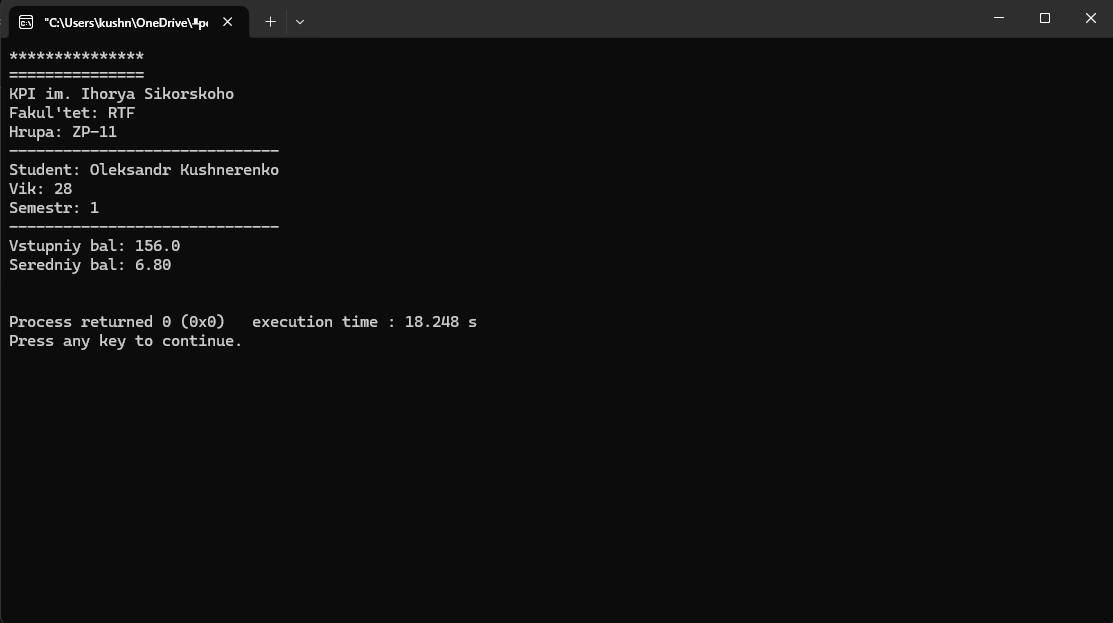 "C:\Users\kushn\OneDrive\
***************
===============
KPI im. Ihorya Sikorskoho
Fakul'tet: RTF
Hrupa: ZP-11
------------------------------
Student: Oleksandr Kushnerenko
Vik: 28
Semestr: 1
------------------------------
Vstupniy bal: 156.0
Seredniy bal: 6.80
Process returned 0 (0x0)   execution time : 18.248 s
Press any key to continue.